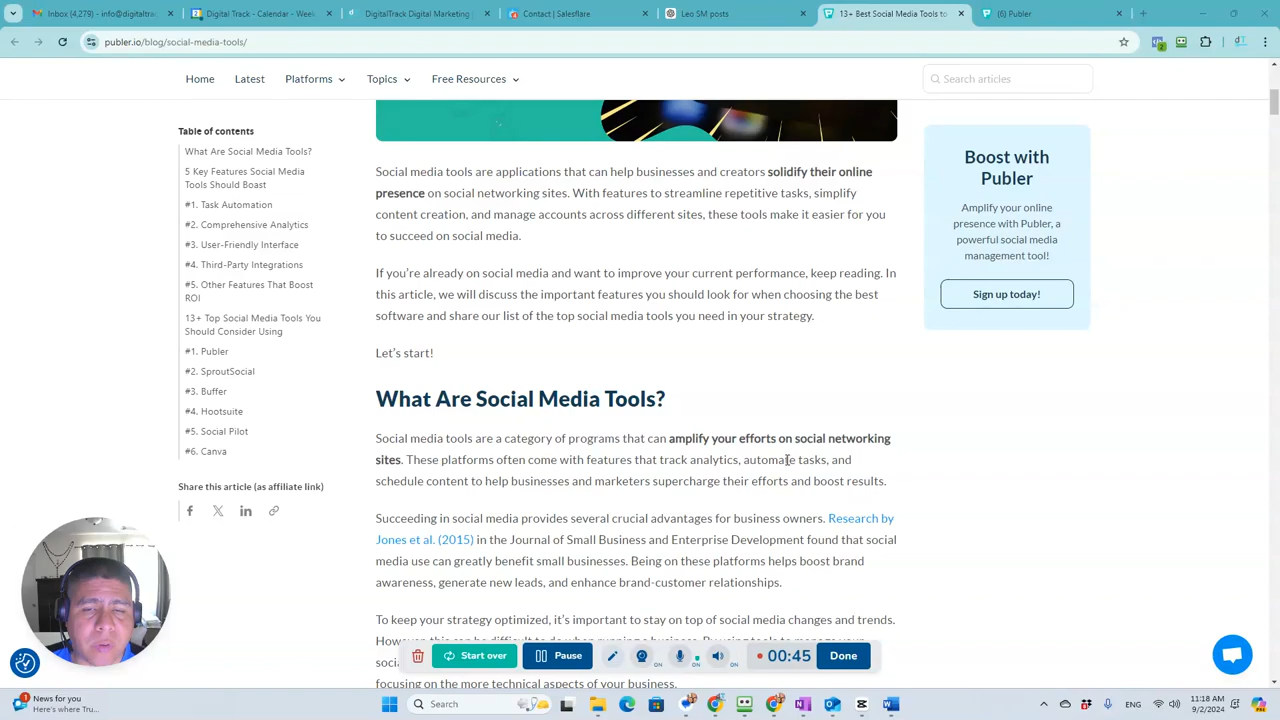 Inbox (4,279) - info@digitaltrac
Digital Track - Calendar - Week
DigitalTrack Digital Marketing
Contact | Salesflare
Leo SM posts
13+ Best Social Media Tools to
(5) Publer
publer.io/blog/social-media-tools/
Home
Latest
Platforms
Topics
Free Resources
Search articles
Table of contents
What Are Social Media Tools?
5 Key Features Social Media
Tools Should Boast
#1. Task Automation
#2. Comprehensive Analytics
#3. User-Friendly Interface
#4. Third-Party Integrations
#5. Other Features That Boost
ROI
13+ Top Social Media Tools You
Should Consider Using
#1. Publer
#2. SproutSocial
#3. Buffer
#4. Hootsuite
#5. Social Pilot
#6. Canva
Share this article (as affiliate link)
Social media tools are applications that can help businesses and creators solidify their online
presence on social networking sites. With features to streamline repetitive tasks, simplify
content creation, and manage accounts across different sites, these tools make it easier for you
to succeed on social media.
If you're already on social media and want to improve your current performance, keep reading. In
this article, we will discuss the important features you should look for when choosing the best
software and share our list of the top social media tools you need in your strategy.
Let's start!
What Are Social Media Tools?
Social media tools are a category of programs that can amplify your efforts on social networking
sites. These platforms often come with features that track analytics, automate tasks, and
schedule content to help businesses and marketers supercharge their efforts and boost results.
Succeeding in social media provides several crucial advantages for business owners. Research by
Jones et al. (2015) in the Journal of Small Business and Enterprise Development found that social
media use can greatly benefit small businesses. Being on these platforms helps boost brand
awareness, generate new leads, and enhance brand-customer relationships.
To keep your strategy optimized, it's important to stay on top of social media changes and trends.
focusing on the more technical aspects of your business.
Boost with
Publer
Amplify your online
presence with Publer, a
powerful social media
management tool!
Sign up today!
Start over
Pause
ON
ON
ON
00:45
Done
News for you
Here's where Tru...
Search
11:18 AM
9/2/2024